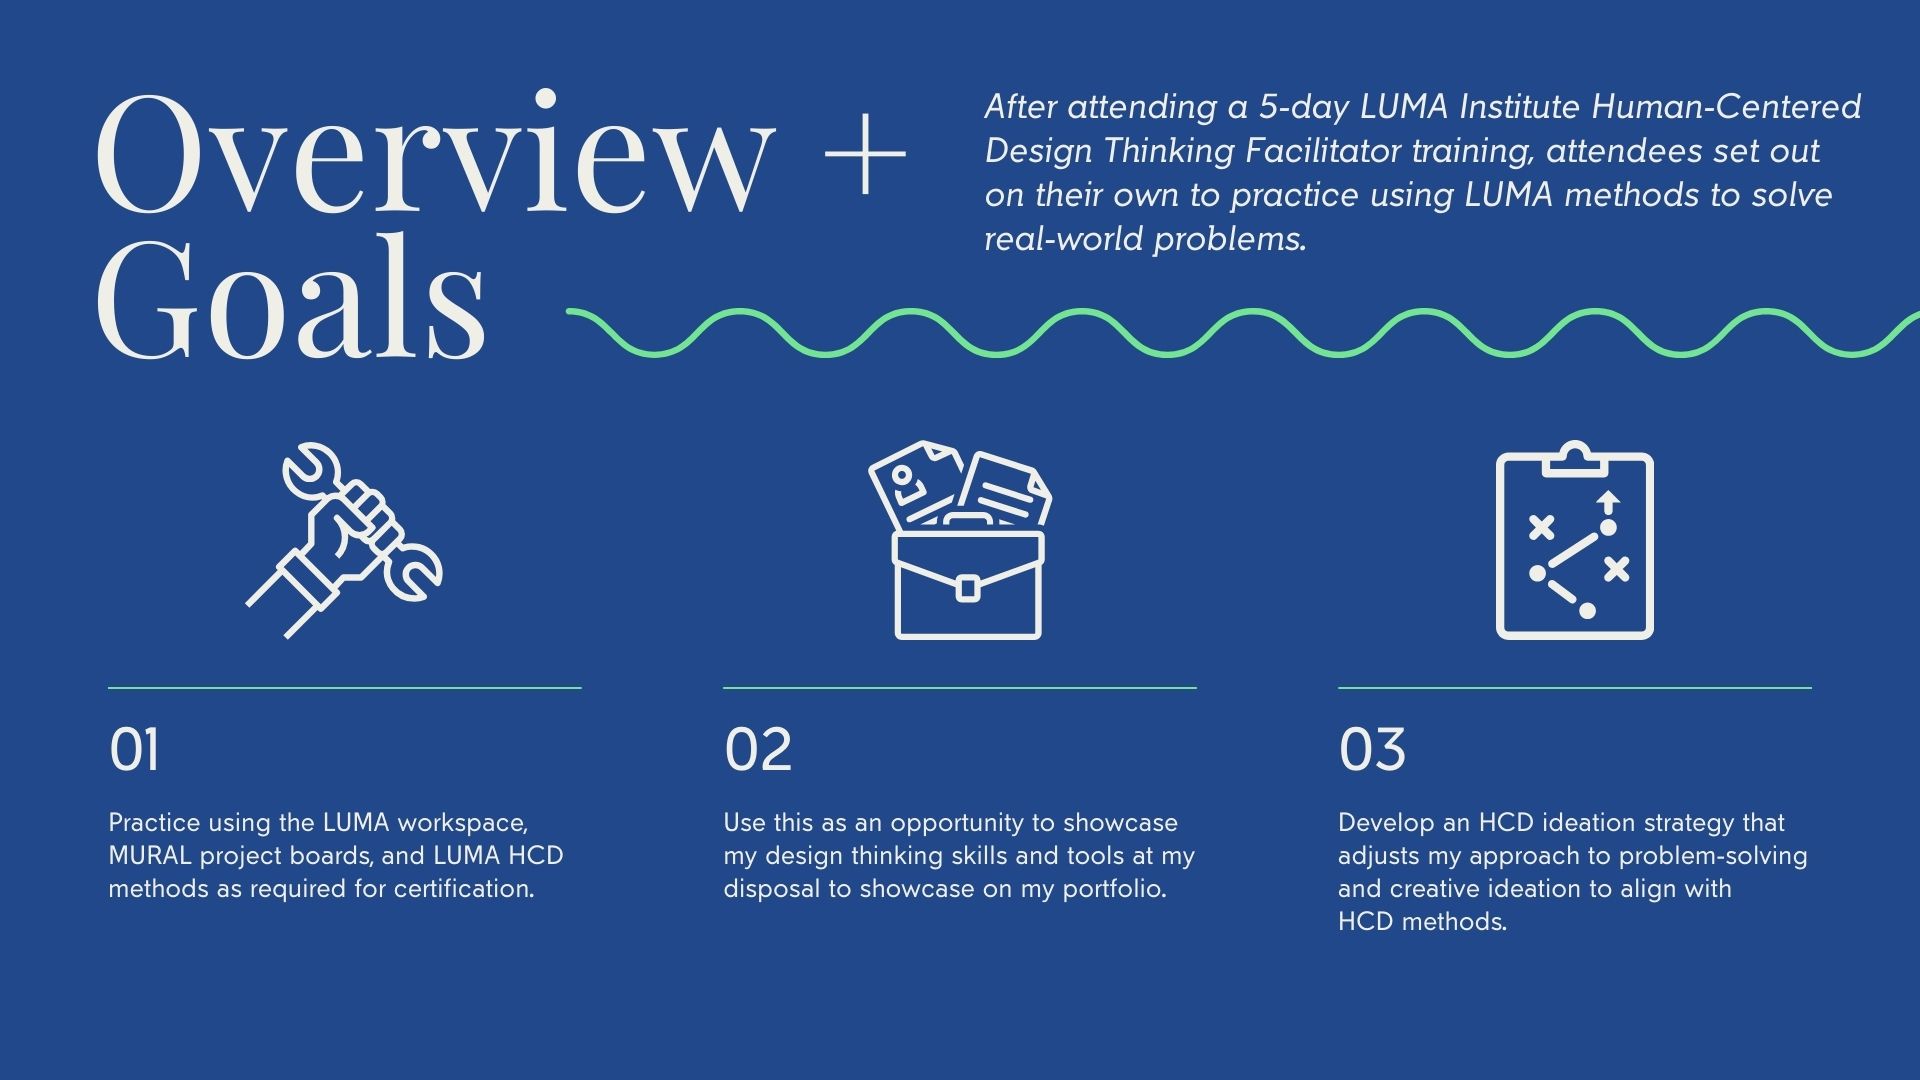 Overview +
Goals
After attending a 5-day LUMA Institute Human-Centered
Design Thinking Facilitator training, attendees set out
on their own to practice using LUMA methods to solve
real-world problems.
01
Practice using the LUMA workspace,
MURAL project boards, and LUMA HCD
methods as required for certification.
02
Use this as an opportunity to showcase
my design thinking skills and tools at my
disposal to showcase on my portfolio.
03
Develop an HCD ideation strategy that
adjusts my approach to problem-solving
and creative ideation to align with
HCD methods.